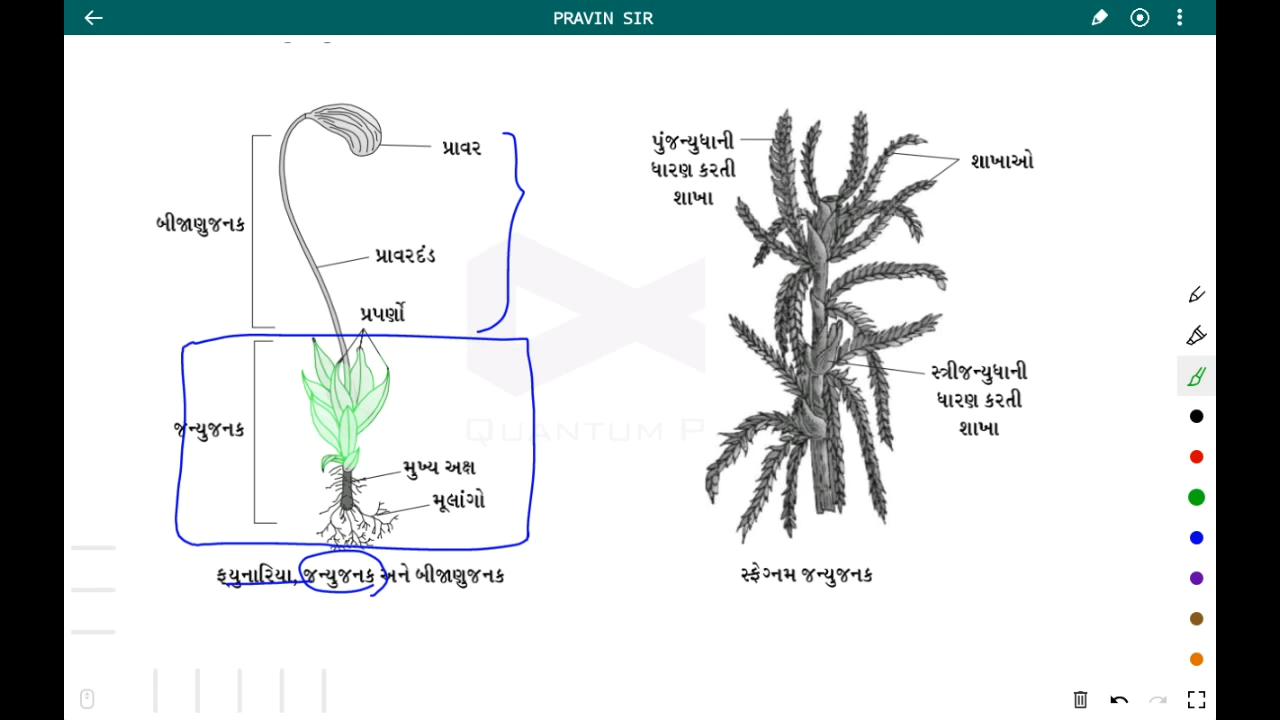 PRAVIN SIR
પ્રાવર
બીજાણુજનક
પ્રાવરદંડ
પ્રપર્ણો
જન્યુજનક
મુખ્ય અક્ષ
મૂલાંગો
ફ્યુનારિયા, જન્યુજનક અને બીજાણુજનક
પુંજન્યુધાની
ધારણ કરતી
શાખા
શાખાઓ
સ્ત્રીજન્યુધાની
ધારણ કરતી
શાખા
સ્ફેગ્નમ જન્યુજનક
QUANTUM P